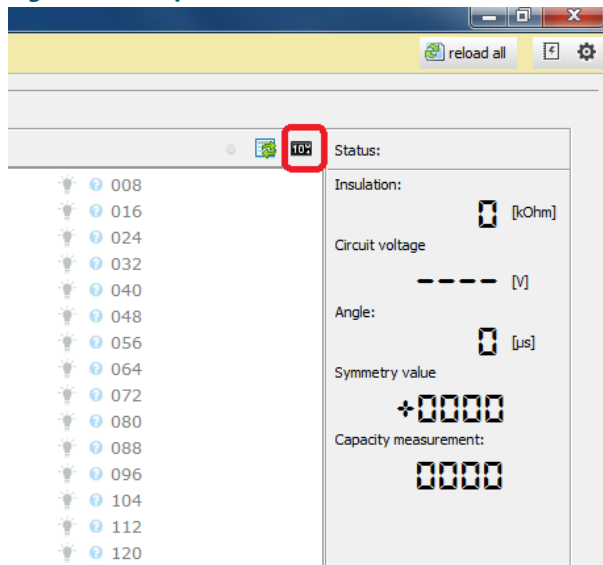 reload all
Status:
008
016
024
032
040
048
056
064
072
080
088
096
104
112
120
Insulation:
0 [kOhm]
Circuit voltage
---- [V]
Angle:
0 [µs]
Symmetry value
+0000
Capacity measurement:
0000